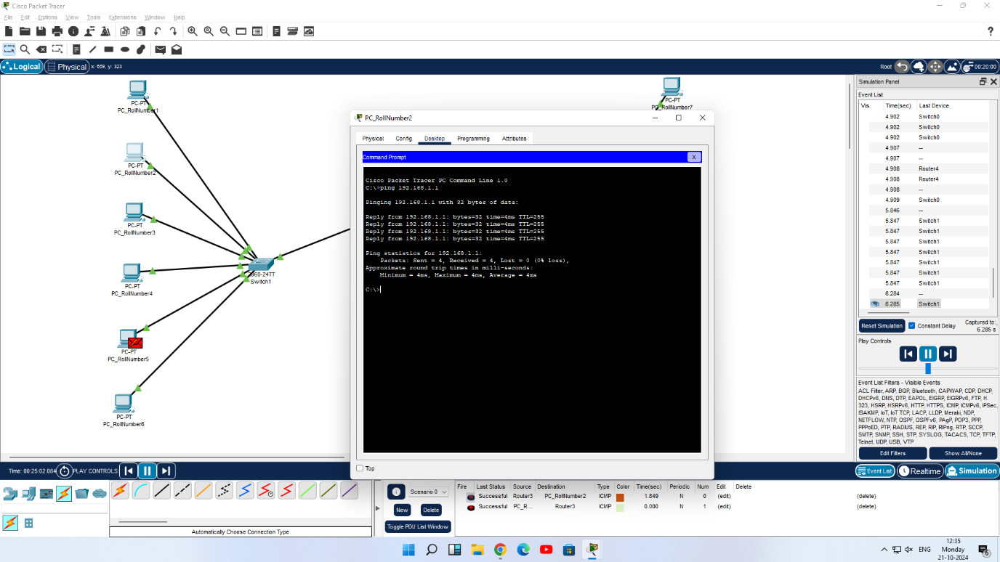 Cisco Packet Tracer
File Edit Options View Tools Extensions Window Help
Logical Physical x: 659, y: 323
Root 00:20:00
PC-PT
PC_RollNumber1
PC-PT
PC_RollNumber2
PC-PT
PC_RollNumber3
PC-PT
PC_RollNumber4
PC-PT
PC_RollNumber5
PC-PT
PC_RollNumber6
2960-24TT
Switch1
PC-PT
PC_RollNumber7
PC_RollNumber2
Physical Config Desktop Programming Attributes
Command Prompt X
Cisco Packet Tracer PC Command Line 1.0
C:\>ping 192.168.1.1
Pinging 192.168.1.1 with 32 bytes of data:
Reply from 192.168.1.1: bytes=32 time=4ms TTL=255
Reply from 192.168.1.1: bytes=32 time=4ms TTL=255
Reply from 192.168.1.1: bytes=32 time=4ms TTL=255
Reply from 192.168.1.1: bytes=32 time=4ms TTL=255
Ping statistics for 192.168.1.1:
Packets: Sent = 4, Received = 4, Lost = 0 (0% loss),
Approximate round trip times in milli-seconds:
Minimum = 4ms, Maximum = 4ms, Average = 4ms
C:\>
Top
Simulation Panel
Event List
Vis. Time(sec) Last Device
4.902 Switch0
4.902 Switch0
4.902 Switch0
4.907 --
4.907 --
4.908 Router4
4.908 Router4
4.908 --
4.909 Switch0
5.846 --
5.847 Switch1
5.847 Switch1
5.847 Switch1
5.847 Switch1
5.847 Switch1
5.847 Switch1
5.847 Switch1
6.284 --
6.285 Switch1
Reset Simulation Constant Delay Captured to:
6.285 s
Play Controls
Event List Filters - Visible Events
ACL Filter, ARP, BGP, Bluetooth, CAPWAP, CDP, DHCP,
DHCPv6, DNS, DTP, EAPOL, EIGRP, EIGRPv6, FTP, H.
323, HSRP, HSRPv6, HTTP, HTTPS, ICMP, ICMPv6, IPSec,
ISAKMP, IoT, IoT TCP, LACP, LLDP, Meraki, NDP,
NETFLOW, NTP, OSPF, OSPFv6, PAgP, POP3, PPP,
PPPoED, PTP, RADIUS, REP, RIP, RIPng, RTP, SCCP,
SMTP, SNMP, SSH, STP, SYSLOG, TACACS, TCP, TFTP,
Telnet, UDP, USB, VTP
Edit Filters Show All/None
Time: 00:25:02.084 PLAY CONTROLS:
Event List Realtime Simulation
Automatically Choose Connection Type
Scenario 0
New Delete
Toggle PDU List Window
Fire Last Status Source Destination Type Color Time(sec) Periodic Num Edit Delete
Successful Router3 PC_RollNumber2 ICMP 1.849 N 0 (edit) (delete)
Successful PC_R... Router3 ICMP 0.000 N 1 (edit) (delete)
ENG
12:35
Monday
21-10-2024
6